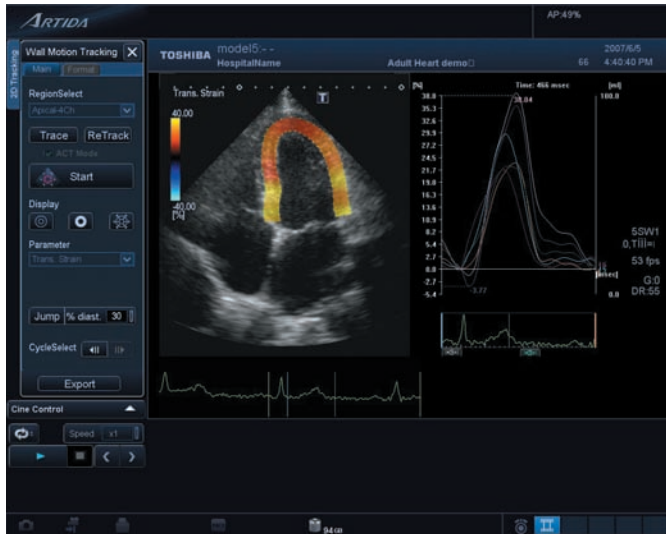 ARTIDA
AP:49%
2D Tracking
Wall Motion Tracking
Main Format
RegionSelect
Apical-4Ch
Trace ReTrack
ACT Mode
Start
Display
Parameter
Trans. Strain
Jump % diast. 30
CycleSelect
Export
Cine Control
Speed x1
TOSHIBA model5:--
HospitalName
Adult Heart demo
66
2007/6/5
4:40:40 PM
Trans. Strain
40.00
-40.00
[%]
T
[%] Time: 466 msec [ml]
38.0 38.04 100.0
35.3
32.6
29.9
27.2
24.5
21.7
19.0
16.3
13.6
10.9
8.2
5.4
2.7
0.0
-2.7 -3.77
-5.4 0.0
5SW1
53 fps
G:0
DR:55
94 GB